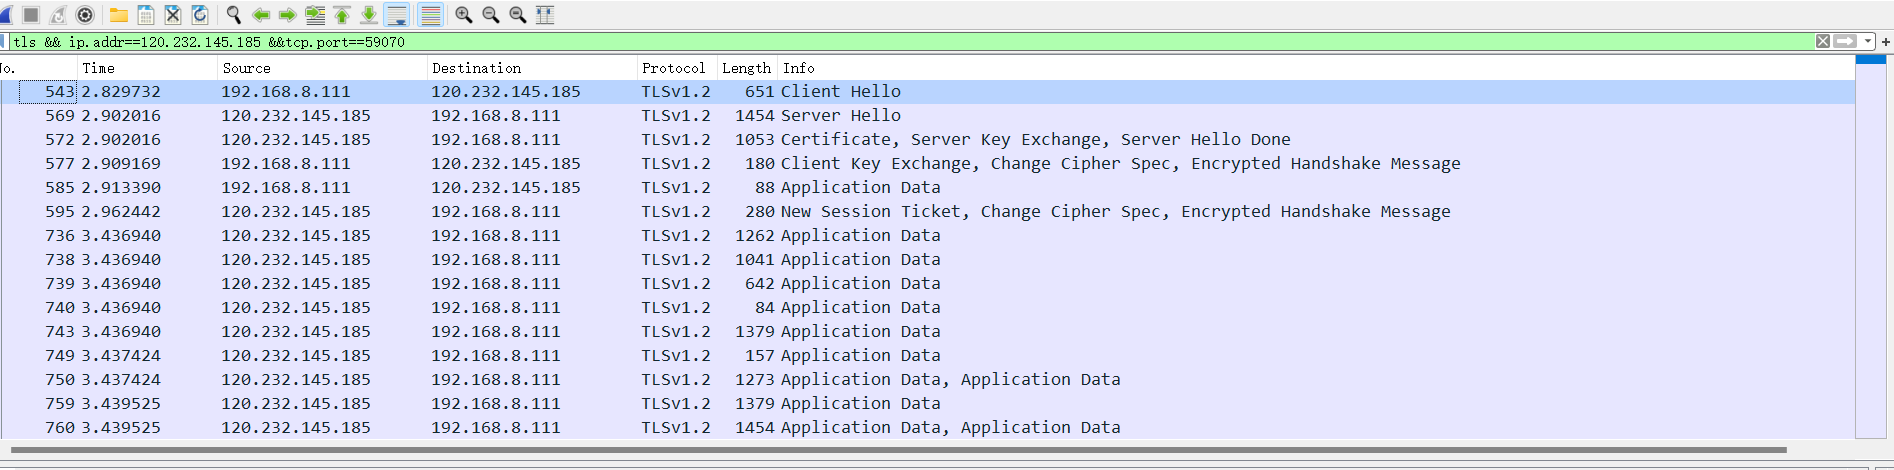 tls && ip.addr==120.232.145.185 &&tcp.port==59070
No. Time Source Destination Protocol Length Info
543 2.829732 192.168.8.111 120.232.145.185 TLSv1.2 651 Client Hello
569 2.902016 120.232.145.185 192.168.8.111 TLSv1.2 1454 Server Hello
572 2.902016 120.232.145.185 192.168.8.111 TLSv1.2 1053 Certificate, Server Key Exchange, Server Hello Done
577 2.909169 192.168.8.111 120.232.145.185 TLSv1.2 180 Client Key Exchange, Change Cipher Spec, Encrypted Handshake Message
585 2.913390 192.168.8.111 120.232.145.185 TLSv1.2 88 Application Data
595 2.962442 120.232.145.185 192.168.8.111 TLSv1.2 280 New Session Ticket, Change Cipher Spec, Encrypted Handshake Message
736 3.436940 120.232.145.185 192.168.8.111 TLSv1.2 1262 Application Data
738 3.436940 120.232.145.185 192.168.8.111 TLSv1.2 1041 Application Data
739 3.436940 120.232.145.185 192.168.8.111 TLSv1.2 642 Application Data
740 3.436940 120.232.145.185 192.168.8.111 TLSv1.2 84 Application Data
743 3.436940 120.232.145.185 192.168.8.111 TLSv1.2 1379 Application Data
749 3.437424 120.232.145.185 192.168.8.111 TLSv1.2 157 Application Data
750 3.437424 120.232.145.185 192.168.8.111 TLSv1.2 1273 Application Data, Application Data
759 3.439525 120.232.145.185 192.168.8.111 TLSv1.2 1379 Application Data
760 3.439525 120.232.145.185 192.168.8.111 TLSv1.2 1454 Application Data, Application Data